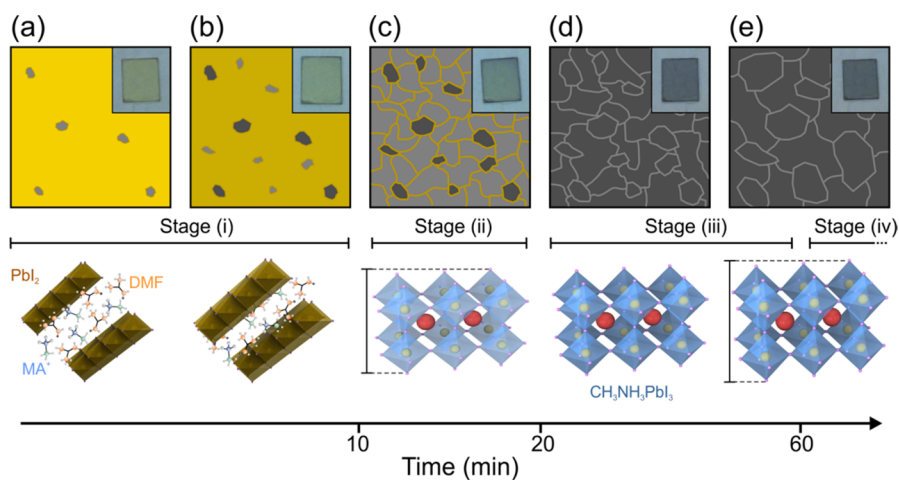 (a) (b) (c) (d) (e)
Stage (i) Stage (ii) Stage (iii) Stage (iv)
PbI₂ DMF
MA⁺
CH₃NH₃PbI₃
10 20 60
Time (min)